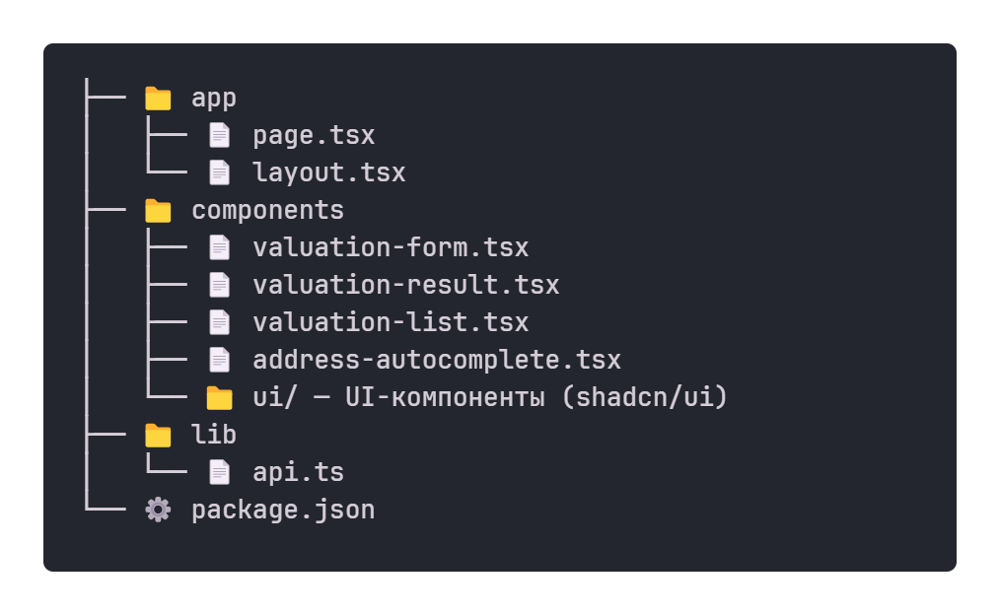 app
page.tsx
layout.tsx
components
valuation-form.tsx
valuation-result.tsx
valuation-list.tsx
address-autocomplete.tsx
ui/ — UI-компоненты (shadcn/ui)
lib
api.ts
package.json